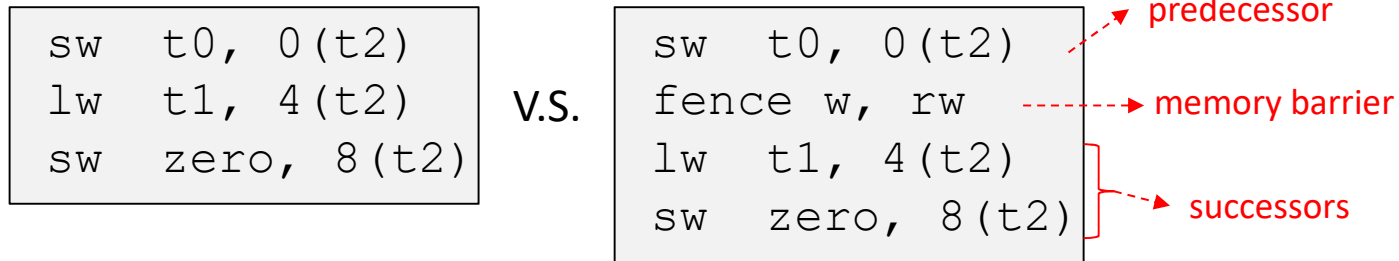 sw t0, 0(t2)
lw t1, 4(t2)
sw zero, 8(t2)
V.S.
sw t0, 0(t2)
fence w, rw
lw t1, 4(t2)
sw zero, 8(t2)
predecessor
memory barrier
successors